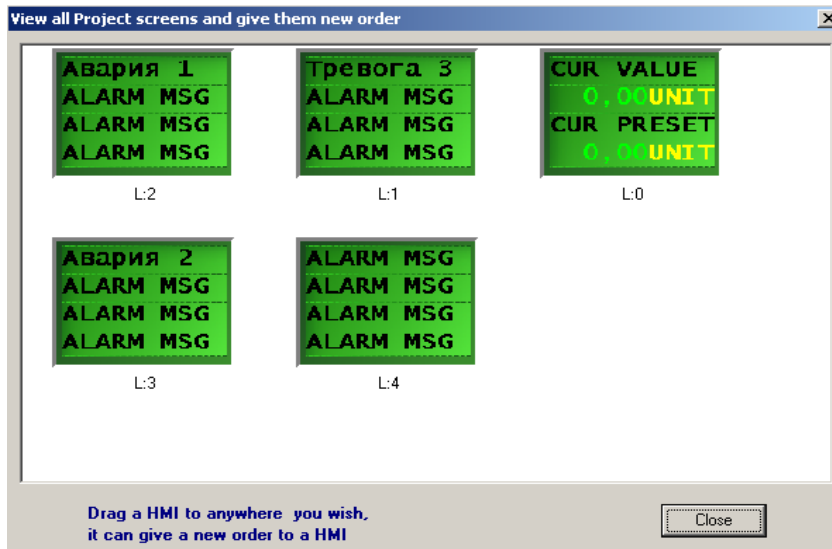 View all Project screens and give them new order
Авария 1
ALARM MSG
ALARM MSG
ALARM MSG
L:2
Тревога 3
ALARM MSG
ALARM MSG
ALARM MSG
L:1
CUR VALUE
0,00UNIT
CUR PRESET
0,00UNIT
L:0
Авария 2
ALARM MSG
ALARM MSG
ALARM MSG
L:3
ALARM MSG
ALARM MSG
ALARM MSG
ALARM MSG
L:4
Drag a HMI to anywhere you wish,
it can give a new order to a HMI
Close